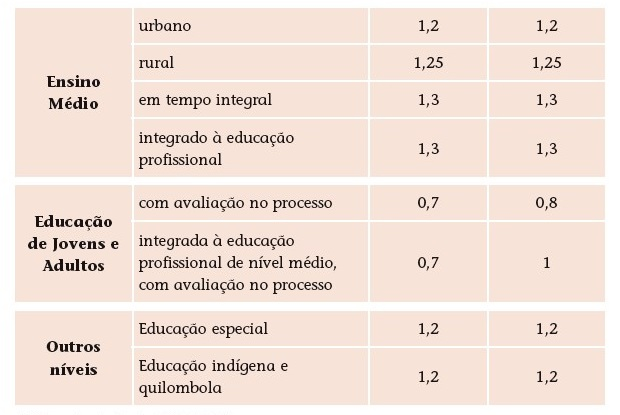 Ensino
Médio
urbano 1,2 1,2
rural 1,25 1,25
em tempo integral 1,3 1,3
integrado à educação
profissional 1,3 1,3
Educação
de Jovens e
Adultos
com avaliação no processo 0,7 0,8
integrada à educação
profissional de nível médio,
com avaliação no processo 0,7 1
Outros
níveis
Educação especial 1,2 1,2
Educação indígena e
quilombola 1,2 1,2